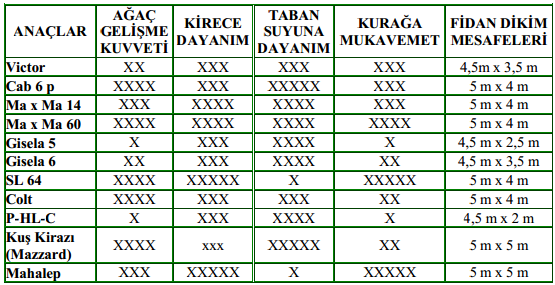 ANAÇLAR AĞAÇ GELİŞME KUVVETİ KİRECE DAYANIM TABAN SUYUNA DAYANIM KURAĞA MUKAVEMET FİDAN DİKİM MESAFELERİ
Victor XX XXX XXX XXX 4,5m x 3,5 m
Cab 6 p XXXX XXX XXXXX XXX 5 m x 4 m
Ma x Ma 14 XXX XXXX XXXX XXX 5 m x 4 m
Ma x Ma 60 XXXX XXXX XXXX XXXX 5 m x 4 m
Gisela 5 X XXX XXX X 4,5m x 2,5 m
Gisela 6 XX XXX XXXX XX 4,5m x 3,5 m
SL 64 XXXX XXXXX X XXXXX 5 m x 4 m
Colt XXXX XXX XXXX XX 5 m x 4 m
P-HL-C X XXX XXX X 4,5m x 2 m
Kuş Kirazı (Mazzard) XXXX xxx XXXXX XX 5 m x 5 m
Mahalep XXX XXXXX X XXXXX 5 m x 5 m